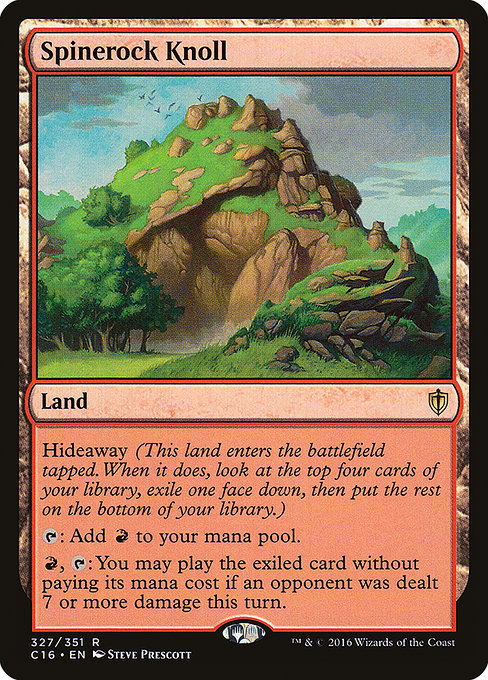 Spinerock Knoll
Land
Hideaway (This land enters the battlefield
tapped. When it does, look at the top four cards of
your library, exile one face down, then put the rest
on the bottom of your library.)
: Add to your mana pool.
, : You may play the exiled card without
paying its mana cost if an opponent was dealt
7 or more damage this turn.
327/351 R
C16 • EN Steve Prescott
™ & © 2016 Wizards of the Coast